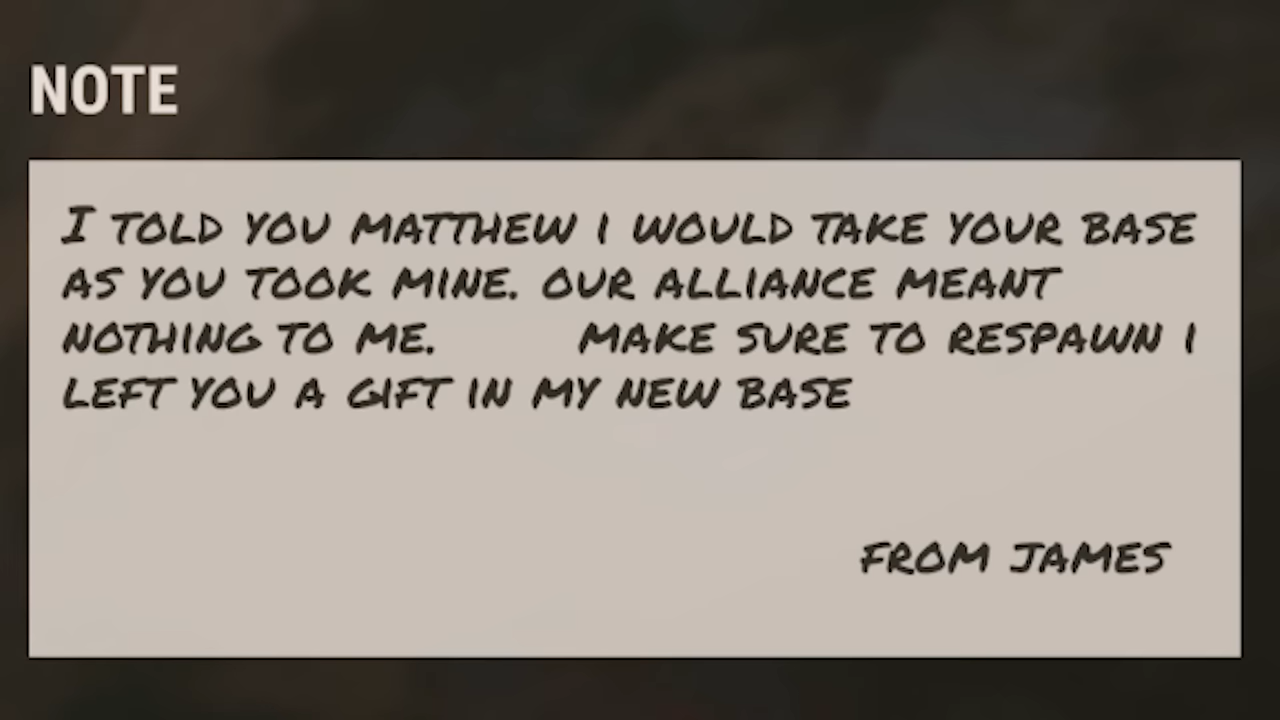 NOTE
I TOLD YOU MATTHEW I WOULD TAKE YOUR BASE
AS YOU TOOK MINE. OUR ALLIANCE MEANT
NOTHING TO ME. MAKE SURE TO RESPAWN I
LEFT YOU A GIFT IN MY NEW BASE
FROM JAMES